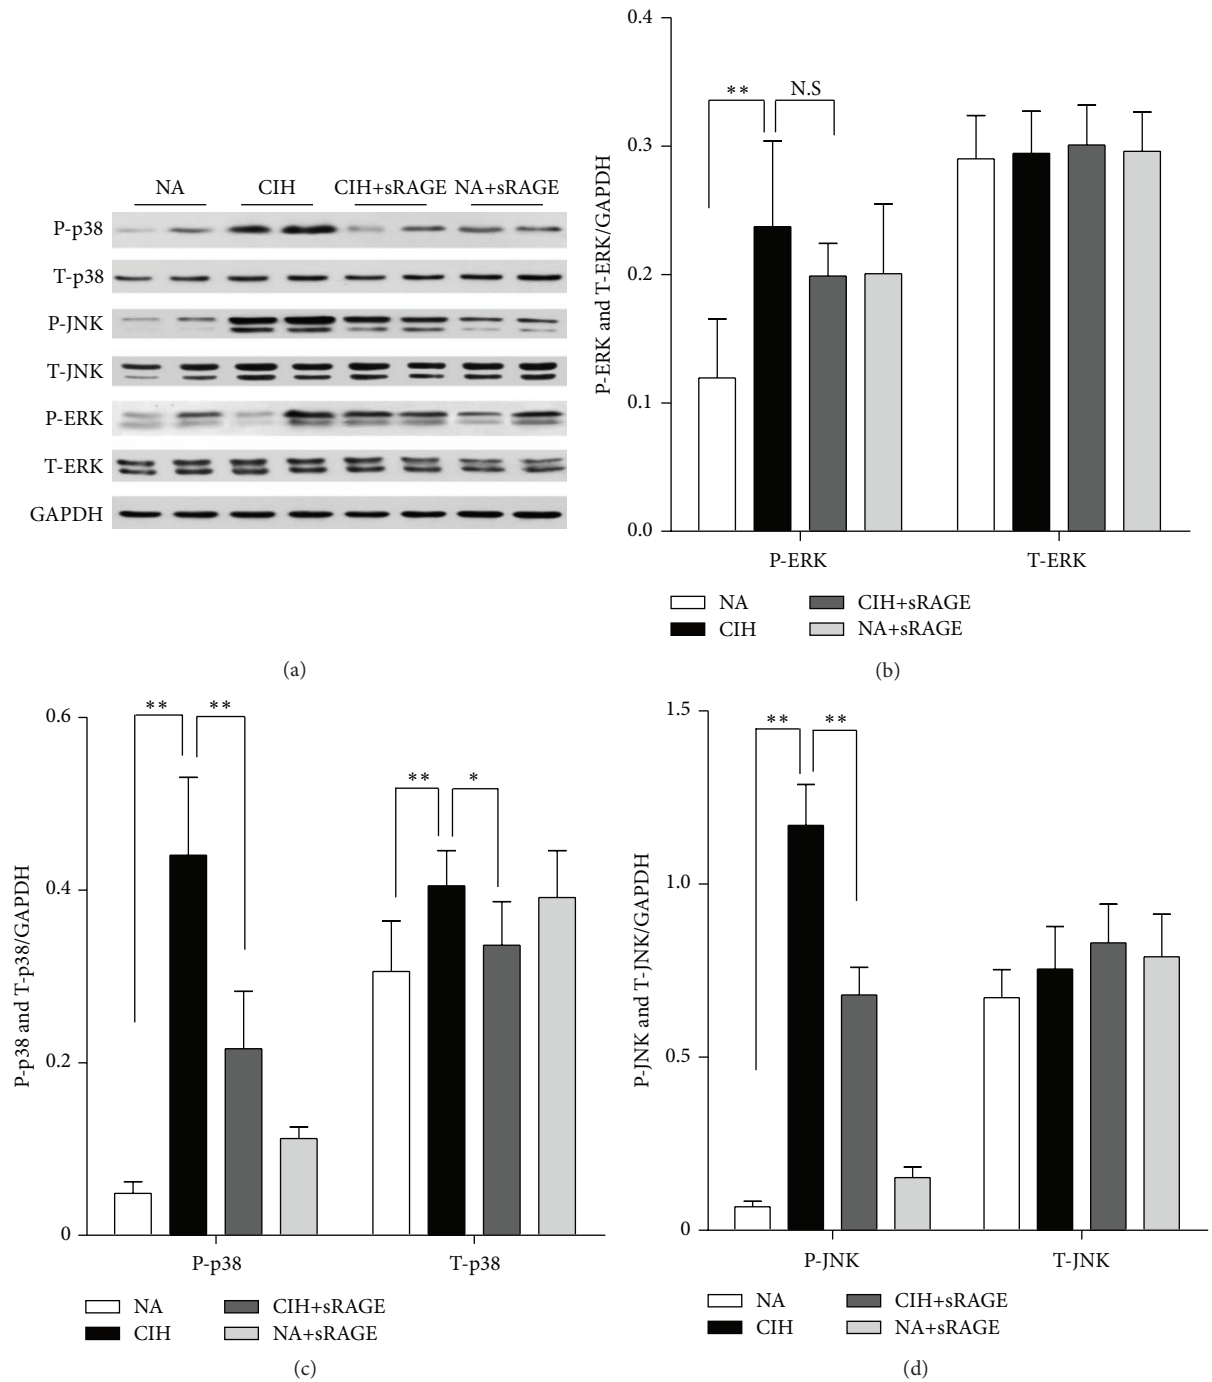 NA CIH CIH+sRAGE NA+sRAGE
P-p38
T-p38
P-JNK
T-JNK
P-ERK
T-ERK
GAPDH
(a)
P-ERK and T-ERK/GAPDH
0.4
0.3
0.2
0.1
0.0
** N.S
P-ERK T-ERK
NA CIH+sRAGE
CIH NA+sRAGE
(b)
P-p38 and T-p38/GAPDH
0.6
0.4
0.2
0
** **
** *
P-p38 T-p38
NA CIH+sRAGE
CIH NA+sRAGE
(c)
P-JNK and T-JNK/GAPDH
1.5
1.0
0.5
0
** **
P-JNK T-JNK
NA CIH+sRAGE
CIH NA+sRAGE
(d)